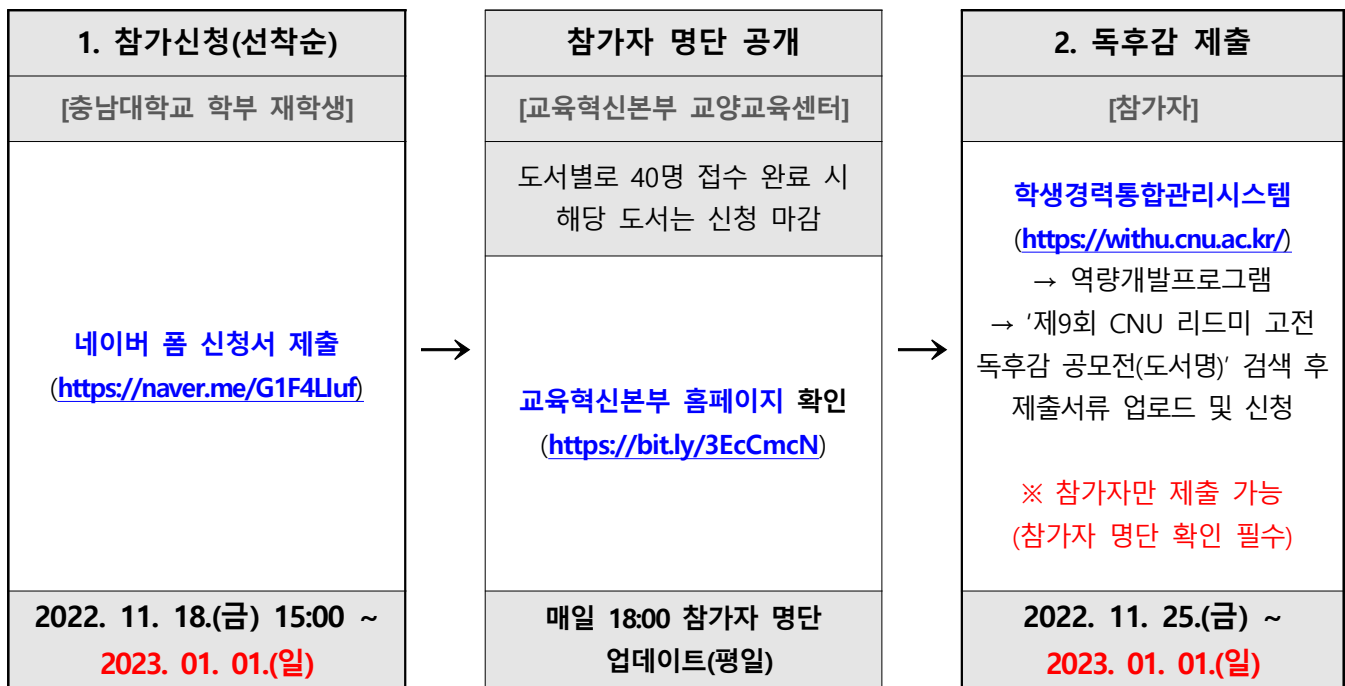 1. 참가신청(선착순)
[충남대학교 학부 재학생]
네이버 폼 신청서 제출
(https://naver.me/G1F4LIuf)
2022. 11. 18.(금) 15:00 ~
2023. 01. 01.(일)
→
참가자 명단 공개
[교육혁신본부 교양교육센터]
도서별로 40명 접수 완료 시
해당 도서는 신청 마감
교육혁신본부 홈페이지 확인
(https://bit.ly/3EcCmcN)
매일 18:00 참가자 명단
업데이트(평일)
→
2. 독후감 제출
[참가자]
학생경력통합관리시스템
(https://withu.cnu.ac.kr/)
→ 역량개발프로그램
→ ‘제9회 CNU 리드미 고전
독후감 공모전(도서명)’ 검색 후
제출서류 업로드 및 신청
※ 참가자만 제출 가능
(참가자 명단 확인 필수)
2022. 11. 25.(금) ~
2023. 01. 01.(일)